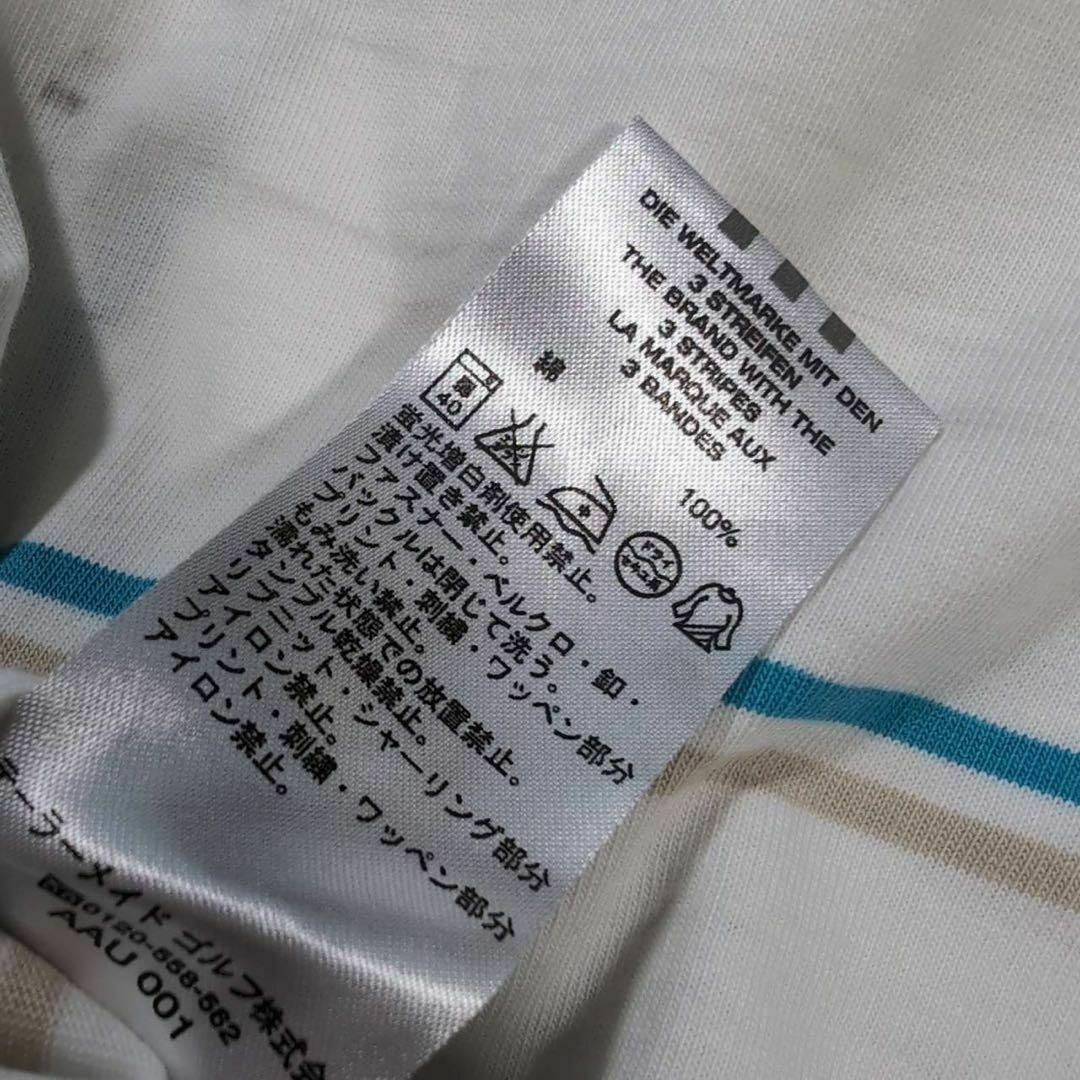 DIE WELTMARKE MIT DEN
3 STREIFEN
THE BRAND WITH THE
3 STRIPES
LA MARQUE AUX
3 BANDES
綿 100%
40
ドライ
蛍光増白剤使用禁止。
漬け置き禁止。
ファスナー・ベルクロ・釦・
バックルは閉じて洗う。
プリント・刺繍・ワッペン部分
もみ洗い禁止。
濡れた状態での放置禁止。
タンブル乾燥禁止。
リブニット・シャーリング部分
アイロン禁止。
プリント・刺繍・ワッペン部分
アイロン禁止。
テーラーメイド ゴルフ株式会
0120-558-562
AAU 001